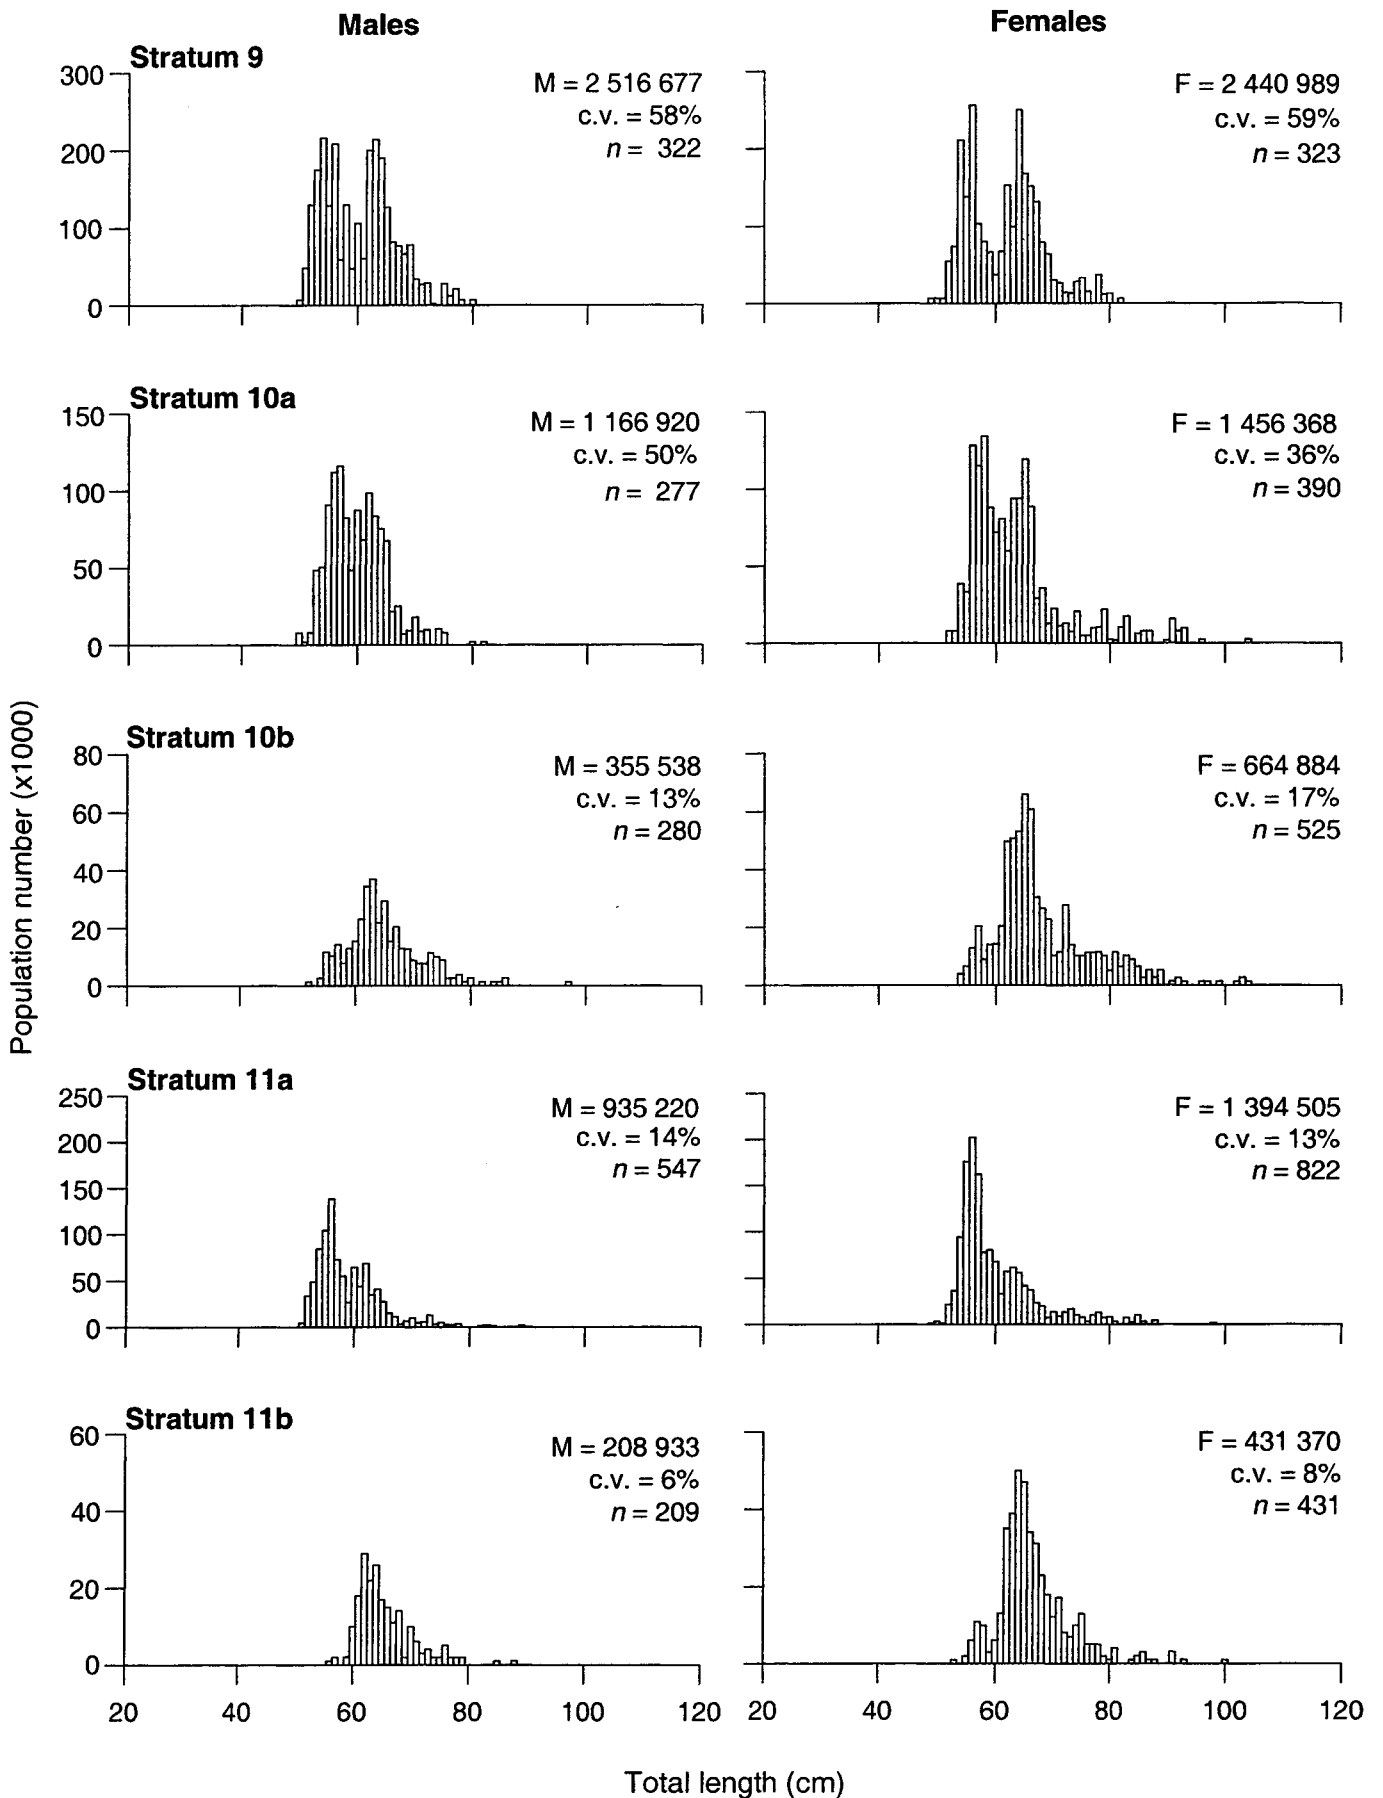 Males
Females
Stratum 9
M = 2 516 677
c.v. = 58%
n = 322
F = 2 440 989
c.v. = 59%
n = 323
300
200
100
0
Stratum 10a
M = 1 166 920
c.v. = 50%
n = 277
F = 1 456 368
c.v. = 36%
n = 390
150
100
50
0
Stratum 10b
M = 355 538
c.v. = 13%
n = 280
F = 664 884
c.v. = 17%
n = 525
80
60
40
20
0
Population number (x1000)
Stratum 11a
M = 935 220
c.v. = 14%
n = 547
F = 1 394 505
c.v. = 13%
n = 822
250
200
150
100
50
0
Stratum 11b
M = 208 933
c.v. = 6%
n = 209
F = 431 370
c.v. = 8%
n = 431
60
40
20
0
20 40 60 80 100 120
20 40 60 80 100 120
Total length (cm)